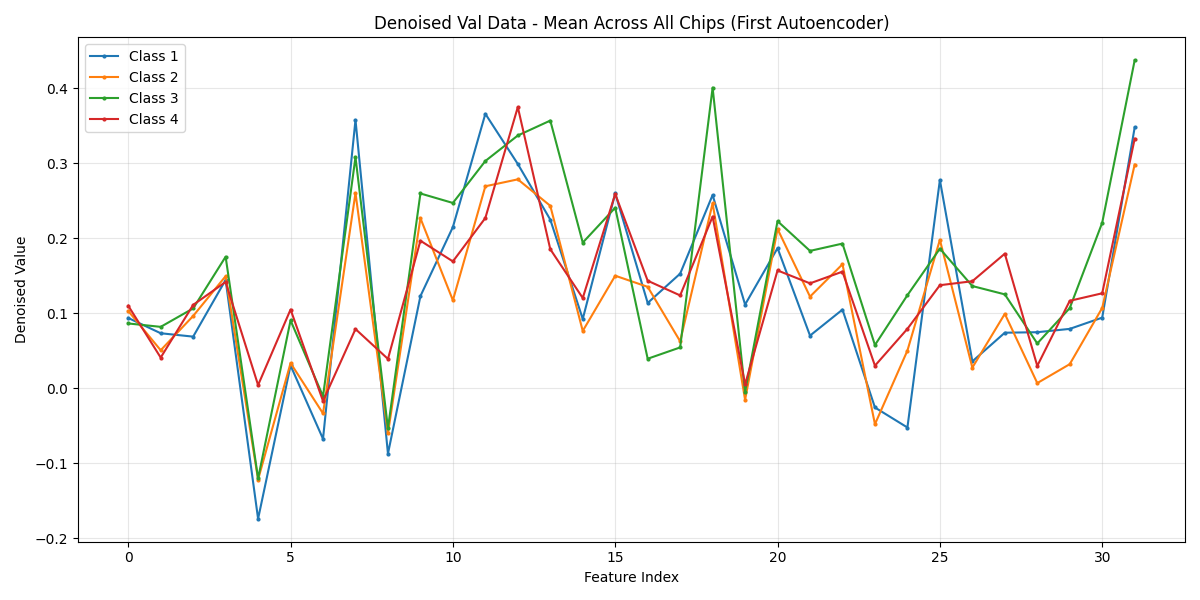 Denoised Val Data - Mean Across All Chips (First Autoencoder)
Class 1
Class 2
Class 3
Class 4
Denoised Value
0.4
0.3
0.2
0.1
0.0
−0.1
−0.2
0 5 10 15 20 25 30
Feature Index